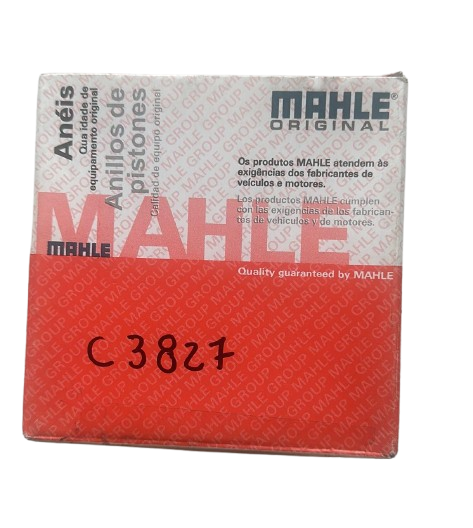 Anéis
Qualidade de
equipamento original
Anillos de
pistones
Calidad de equipo original
MAHLE®
ORIGINAL
Os produtos MAHLE atendem às
exigências dos fabricantes de
veículos e motores.
Los productos MAHLE cumplen
con las exigencias de los fabrican-
tes de vehículos y de motores.
MAHLE
MAHLE
Quality guaranteed by MAHLE
C 3827